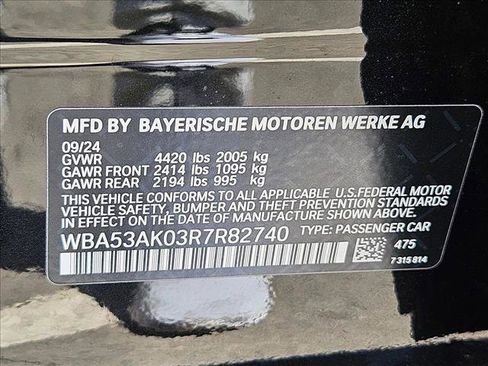 MFD BY BAYERISCHE MOTOREN WERKE AG
09/24
GVWR 4420 lbs 2005 kg
GAWR FRONT 2414 lbs 1095 kg
GAWR REAR 2194 lbs 995 kg
THIS VEHICLE CONFORMS TO ALL APPLICABLE U.S.FEDERAL MOTOR
VEHICLE SAFETY, BUMPER AND THEFT PREVENTION STANDARDS
IN EFFECT ON THE DATE OF MANUFACTURE SHOWN ABOVE.
WBA53AK03R7R82740 TYPE: PASSENGER CAR
475
7 315 814